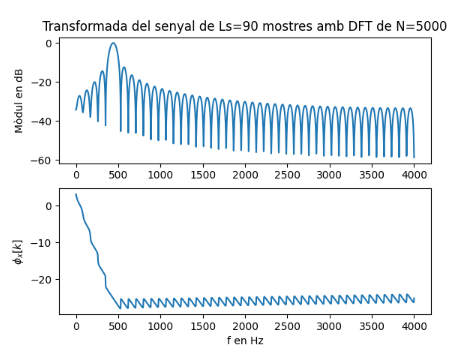 Transformada del senyal de Ls=90 mostres amb DFT de N=5000
Mòdul en dB
0
−20
−40
−60
0 500 1000 1500 2000 2500 3000 3500 4000
ϕx[k]
0
−10
−20
0 500 1000 1500 2000 2500 3000 3500 4000
f en Hz